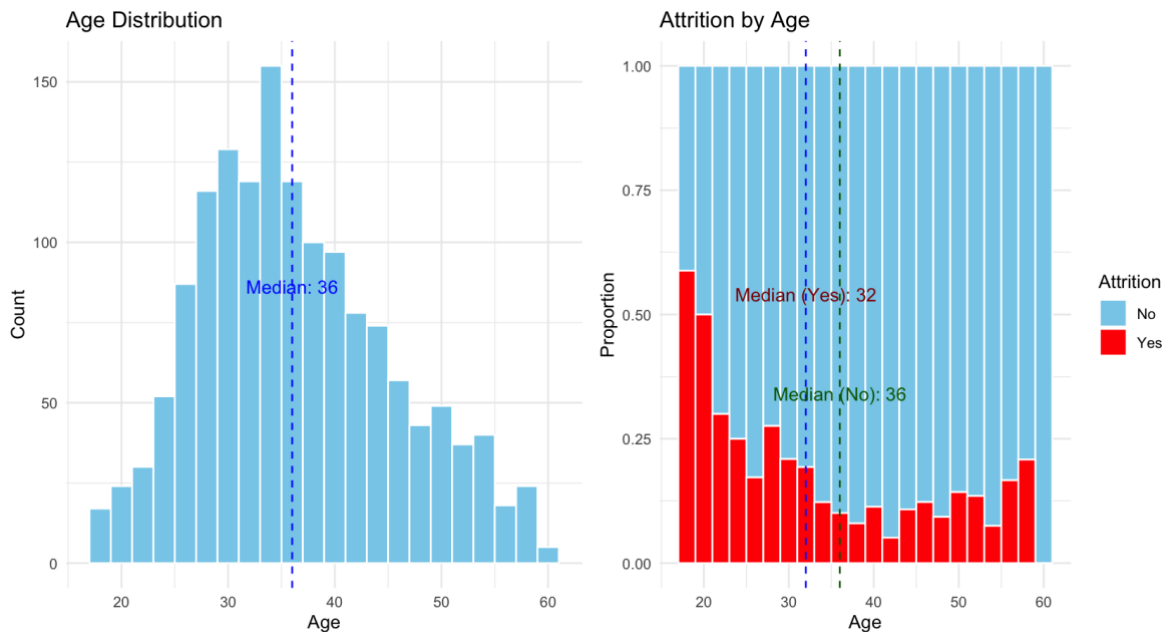 Age Distribution
150
100
50
0
Count
Median: 36
20 30 40 50 60
Age
Attrition by Age
1.00
0.75
0.50
0.25
0.00
Proportion
Median (Yes): 32
Median (No): 36
20 30 40 50 60
Age
Attrition
No
Yes